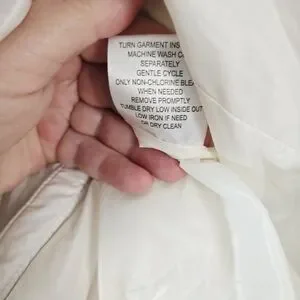 TURN GARMENT INS
MACHINE WASH C
SEPARATELY
GENTLE CYCLE
ONLY NON-CHLORINE BLEA
WHEN NEEDED
REMOVE PROMPTLY
TUMBLE DRY LOW INSIDE OUT
LOW IRON IF NEED
OR DRY CLEAN